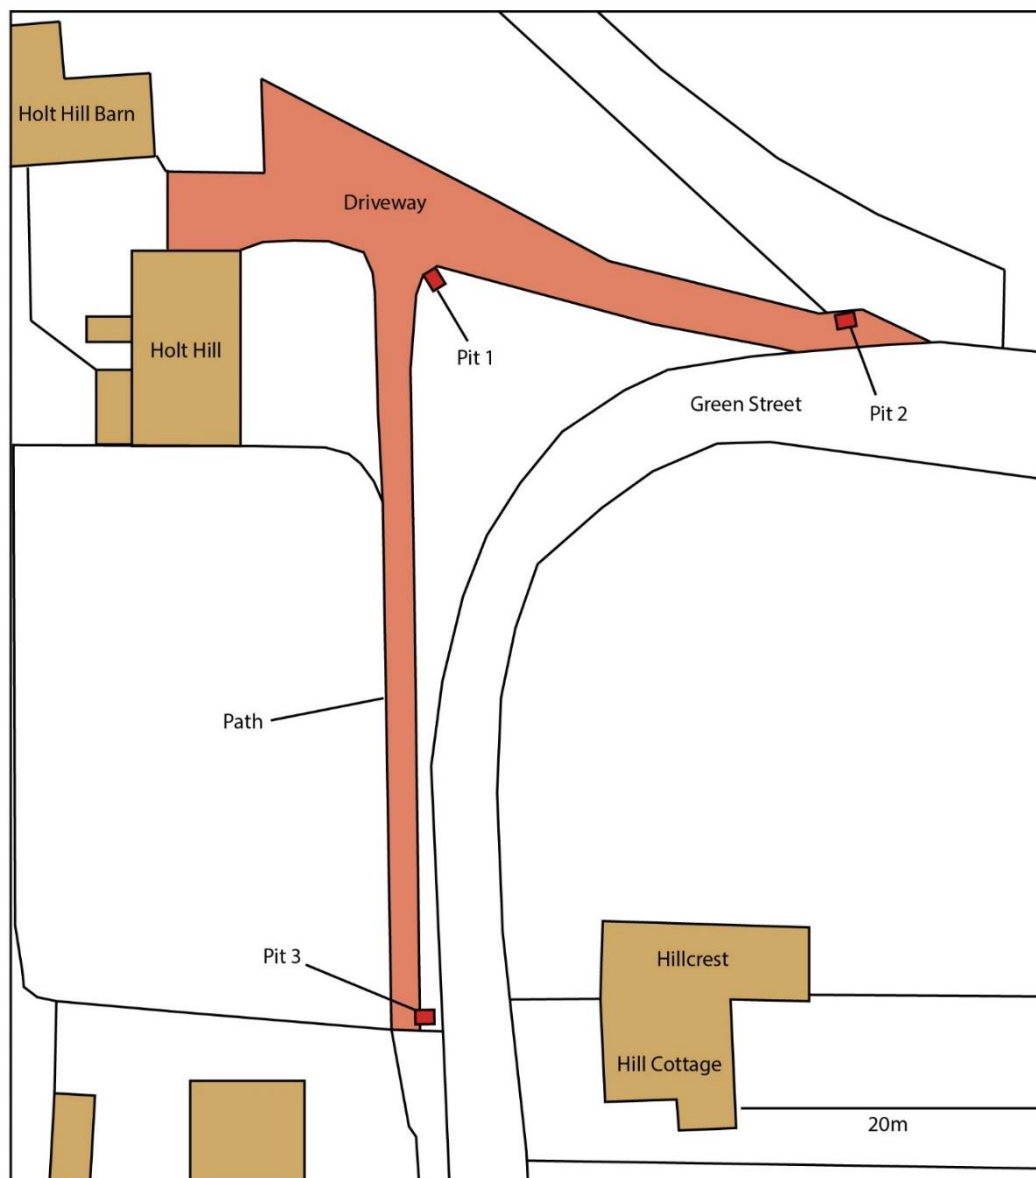 Holt Hill Barn
Driveway
Holt Hill
Pit 1
Green Street
Pit 2
Path
Pit 3
Hillcrest
Hill Cottage
20m